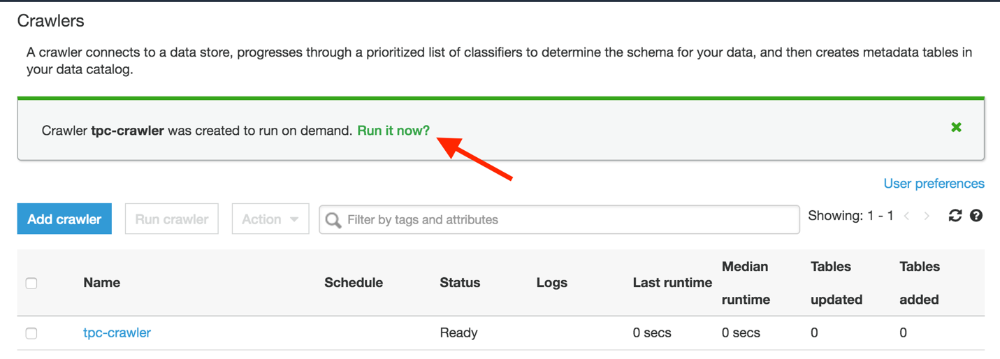 Crawlers
A crawler connects to a data store, progresses through a prioritized list of classifiers to determine the schema for your data, and then creates metadata tables in
your data catalog.
Crawler tpc-crawler was created to run on demand. Run it now?
User preferences
Add crawler Run crawler Action Filter by tags and attributes Showing: 1 - 1
Name Schedule Status Logs Last runtime Median runtime Tables updated Tables added
tpc-crawler Ready 0 secs 0 secs 0 0